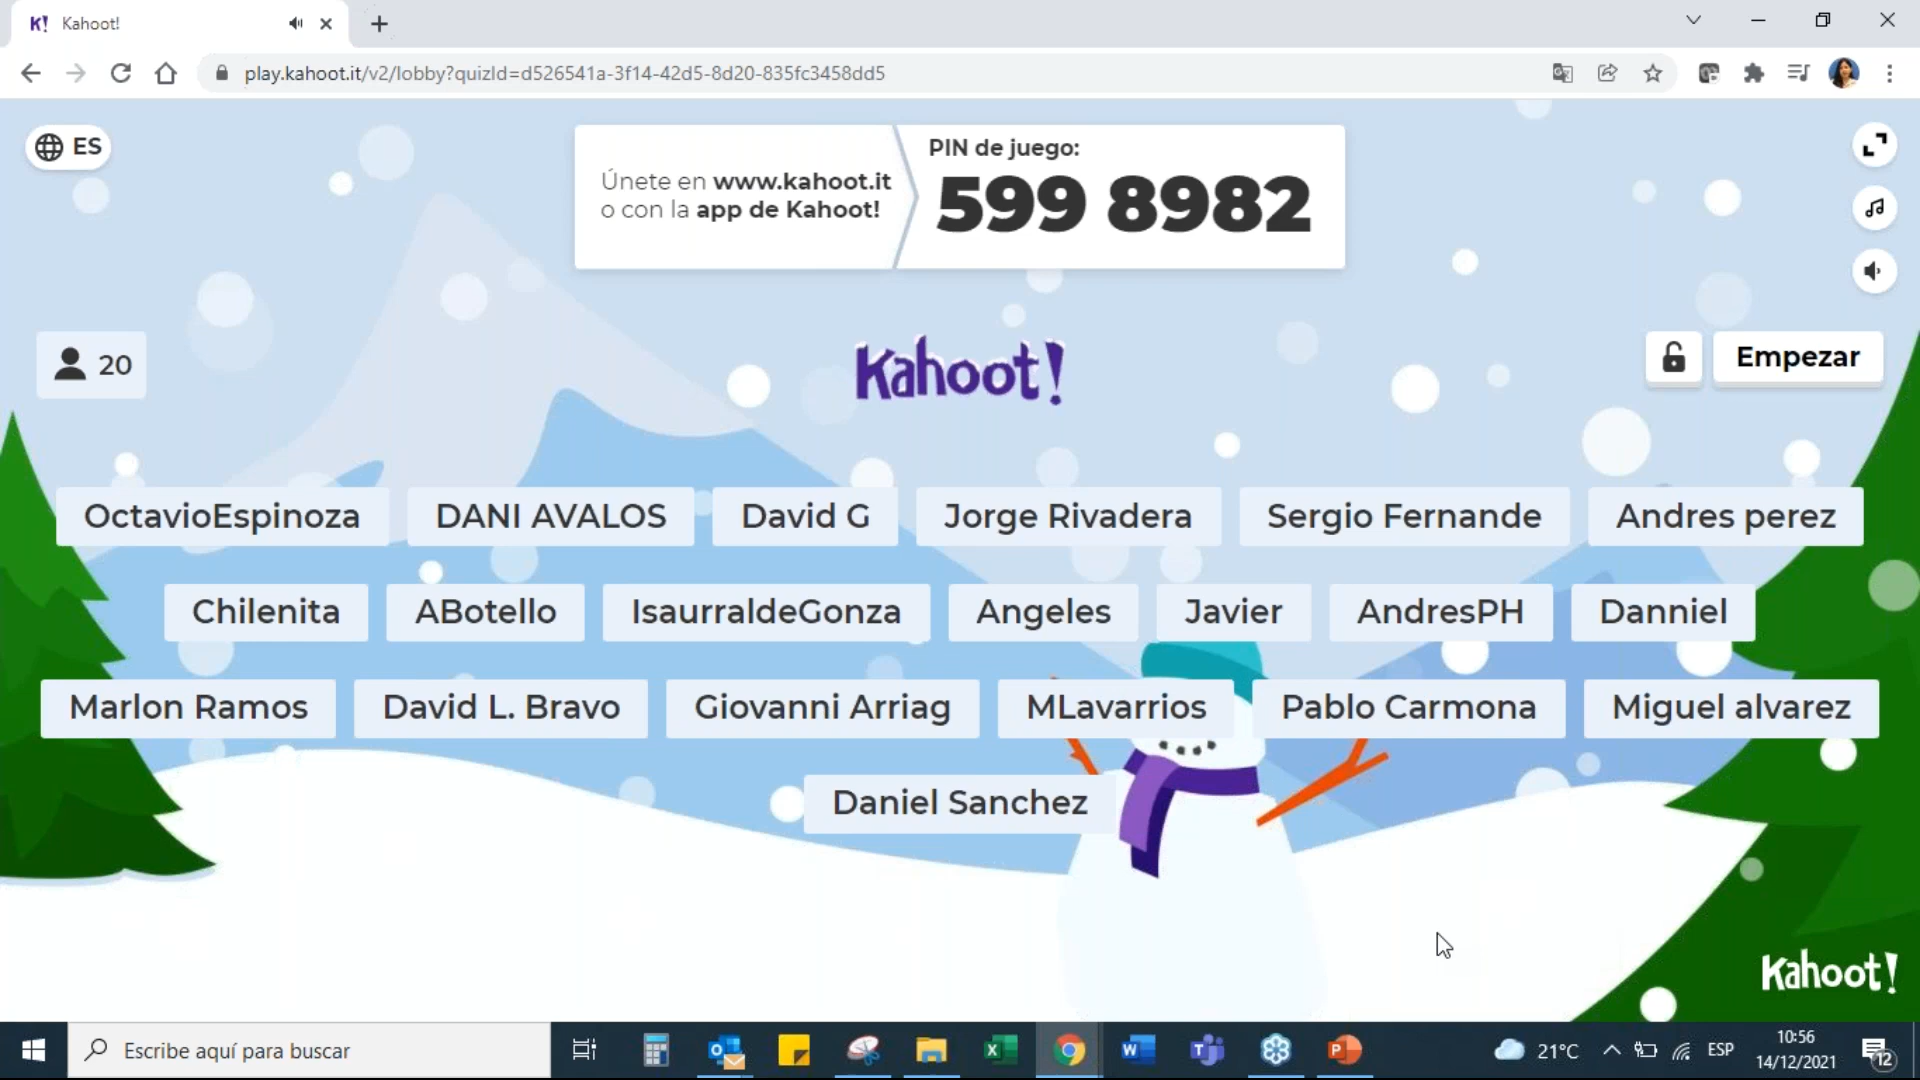 Kahoot!
play.kahoot.it/v2/lobby?quizId=d526541a-3f14-42d5-8d20-835fc3458dd5
ES
Únete en www.kahoot.it
o con la app de Kahoot!
PIN de juego:
599 8982
20
Kahoot!
Empezar
OctavioEspinoza DANI AVALOS David G Jorge Rivadera Sergio Fernande Andres perez
Chilenita ABotello IsaurraldeGonza Angeles Javier AndresPH Danniel
Marlon Ramos David L. Bravo Giovanni Arriag MLavarrios Pablo Carmona Miguel alvarez
Daniel Sanchez
Kahoot!
Escribe aquí para buscar
21°C
ESP
10:56
14/12/2021
12